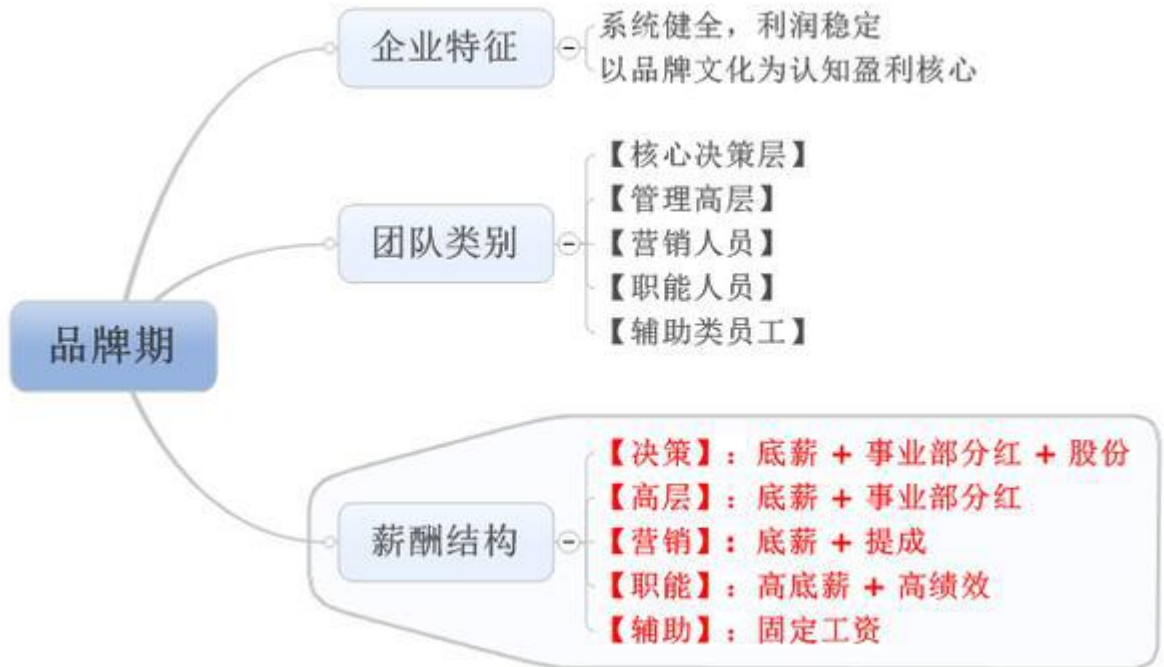 企业特征
系统健全，利润稳定
以品牌文化为认知盈利核心
团队类别
【核心决策层】
【管理高层】
【营销人员】
【职能人员】
【辅助类员工】
品牌期
薪酬结构
【决策】：底薪 + 事业部分红 + 股份
【高层】：底薪 + 事业部分红
【营销】：底薪 + 提成
【职能】：高底薪 + 高绩效
【辅助】：固定工资